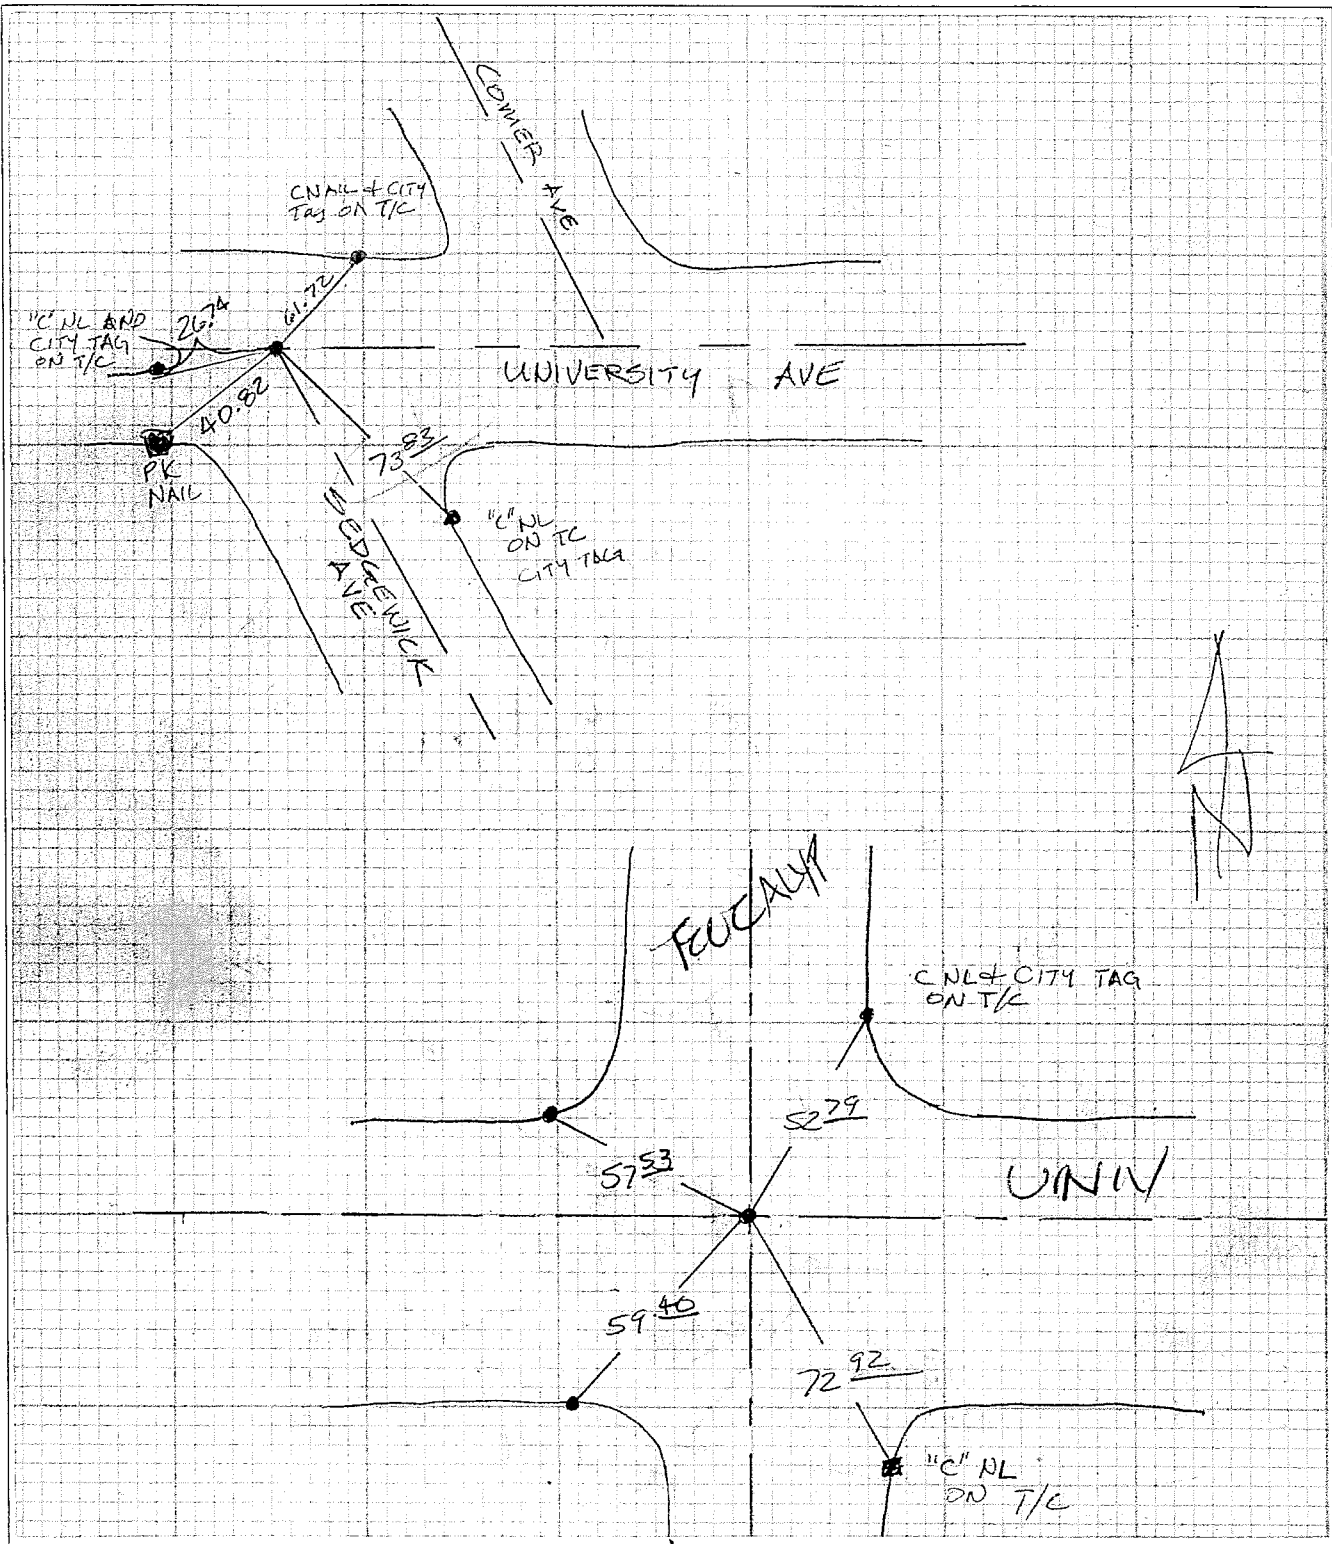 COMER AVE
CNAIL & CITY
Tag ON T/C
61.72
"C" NL AND
CITY TAG
ON T/C
26.74
UNIVERSITY AVE
40.82
PK
NAIL
73 83
SEDGEWICK
AVE
"C" NL
ON TC
CITY TAG
N
C NL & CITY TAG
ON T/C
52 79
57 53
UNIV
59.40
72 92
"C" NL
ON T/C